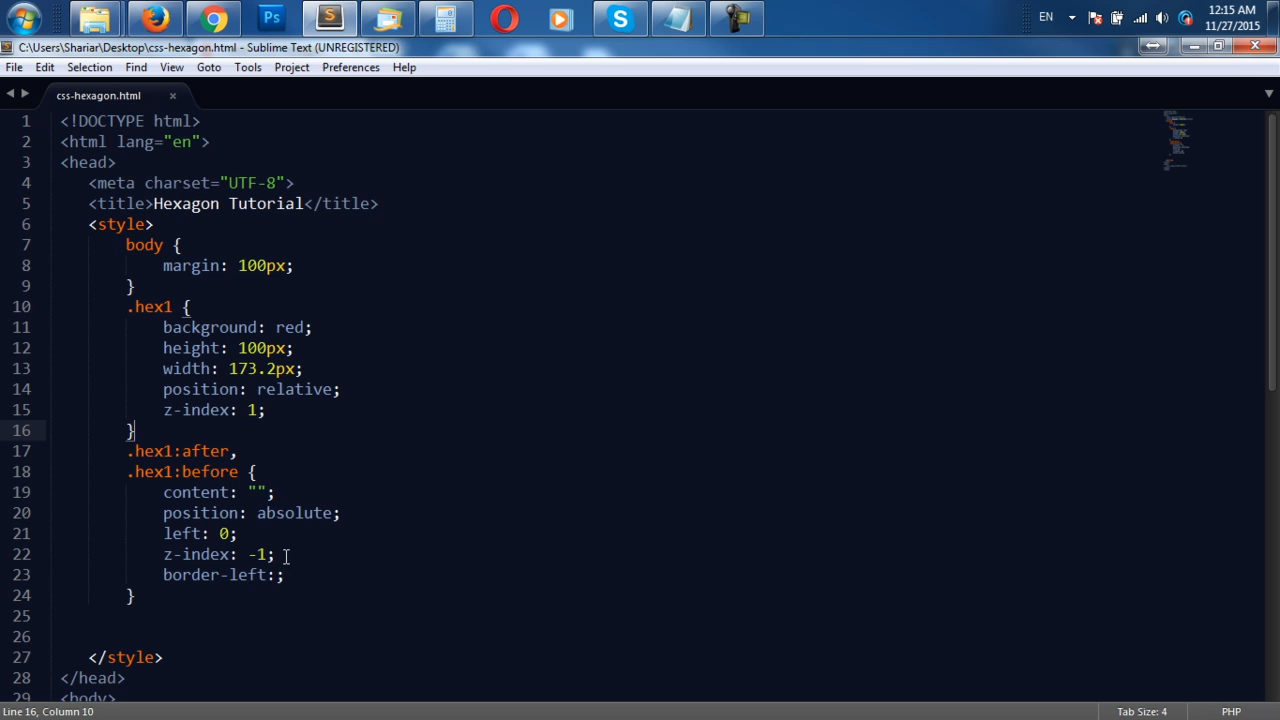 EN
12:15 AM
11/27/2015
C:\Users\Shariar\Desktop\css-hexagon.html - Sublime Text (UNREGISTERED)
File Edit Selection Find View Goto Tools Project Preferences Help
css-hexagon.html
1 <!DOCTYPE html>
2 <html lang="en">
3 <head>
4 <meta charset="UTF-8">
5 <title>Hexagon Tutorial</title>
6 <style>
7 body {
8 margin: 100px;
9 }
10 .hex1 {
11 background: red;
12 height: 100px;
13 width: 173.2px;
14 position: relative;
15 z-index: 1;
16 }
17 .hex1:after,
18 .hex1:before {
19 content: "";
20 position: absolute;
21 left: 0;
22 z-index: -1;
23 border-left:;
24 }
25
26
27 </style>
28 </head>
29 <body>
Line 16, Column 10
Tab Size: 4
PHP